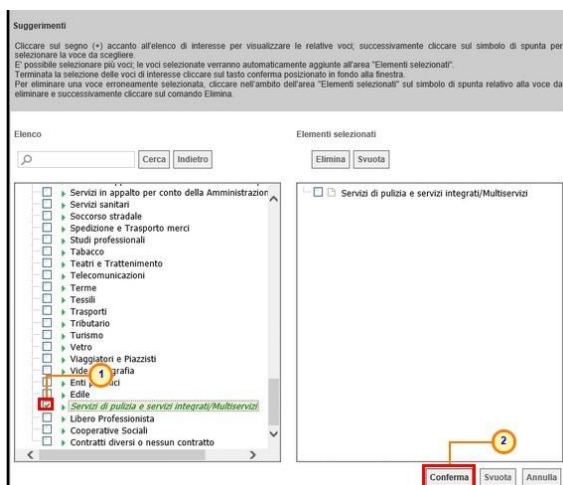 Suggerimenti
Cliccare sul segno (+) accanto all'elenco di interesse per visualizzare le relative voci; successivamente cliccare sul simbolo di spunta per
selezionare la voce da scegliere.
E' possibile selezionare più voci; le voci selezionate verranno automaticamente aggiunte all'area "Elementi selezionati".
Terminata la selezione delle voci di interesse cliccare sul tasto conferma posizionato in fondo alla finestra.
Per eliminare una voce erroneamente selezionata, cliccare nell'ambito dell'area "Elementi selezionati" sul simbolo di spunta relativo alla voce da
eliminare e successivamente cliccare sul comando Elimina.
Elenco
Cerca Indietro
Servizi in appalto per conto della Amministrazion
Servizi sanitari
Soccorso stradale
Spedizione e Trasporto merci
Studi professionali
Tabacco
Teatri e Trattenimento
Telecomunicazioni
Terme
Tessili
Trasporti
Tributario
Turismo
Vetro
Viaggiatori e Piazzisti
1
Edile
Servizi di pulizia e servizi integrati/Multiservizi
Libero Professionista
Cooperative Sociali
Contratti diversi o nessun contratto
Elementi selezionati
Elimina Svuota
Servizi di pulizia e servizi integrati/Multiservizi
2
Conferma Svuota Annulla